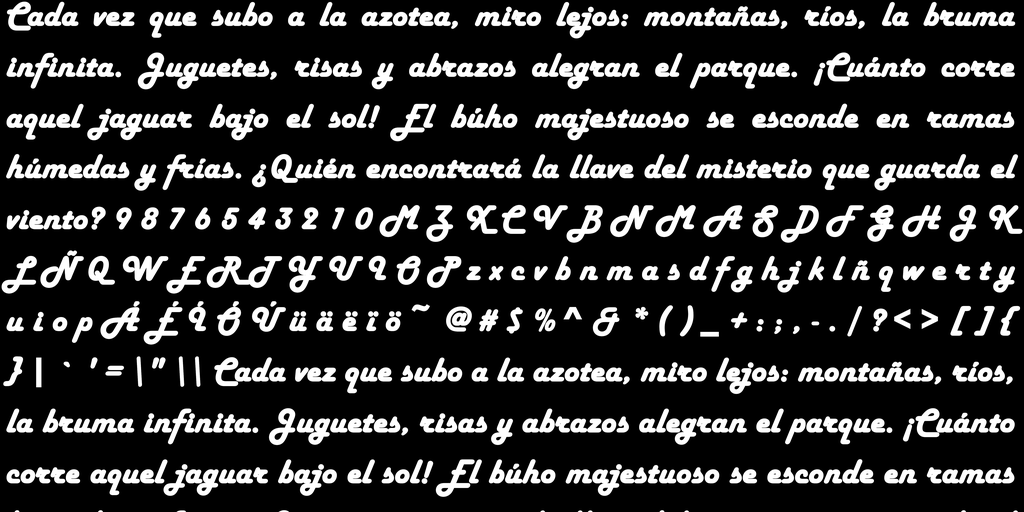 Cada vez que subo a la azotea, miro lejos: montañas, ríos, la bruma
infinita. Juguetes, risas y abrazos alegran el parque. ¡Cuánto corre
aquel jaguar bajo el sol! El búho majestuoso se esconde en ramas
húmedas y frías. ¿Quién encontrará la llave del misterio que guarda el
viento? 9 8 7 6 5 4 3 2 1 0 M Z X C V B N M A S D F G H J K
L Ñ Q W E R T Y U I O P z x c v b n m a s d f g h j k l ñ q w e r t y
u i o p Á É Í Ó Ú ü ä ë ï ö ~ @ # $ % ^ & * ( ) _ + : ; , - . / ? < > [ ] {
} | ` ' = \ " \ | Cada vez que subo a la azotea, miro lejos: montañas, ríos,
la bruma infinita. Juguetes, risas y abrazos alegran el parque. ¡Cuánto
corre aquel jaguar bajo el sol! El búho majestuoso se esconde en ramas